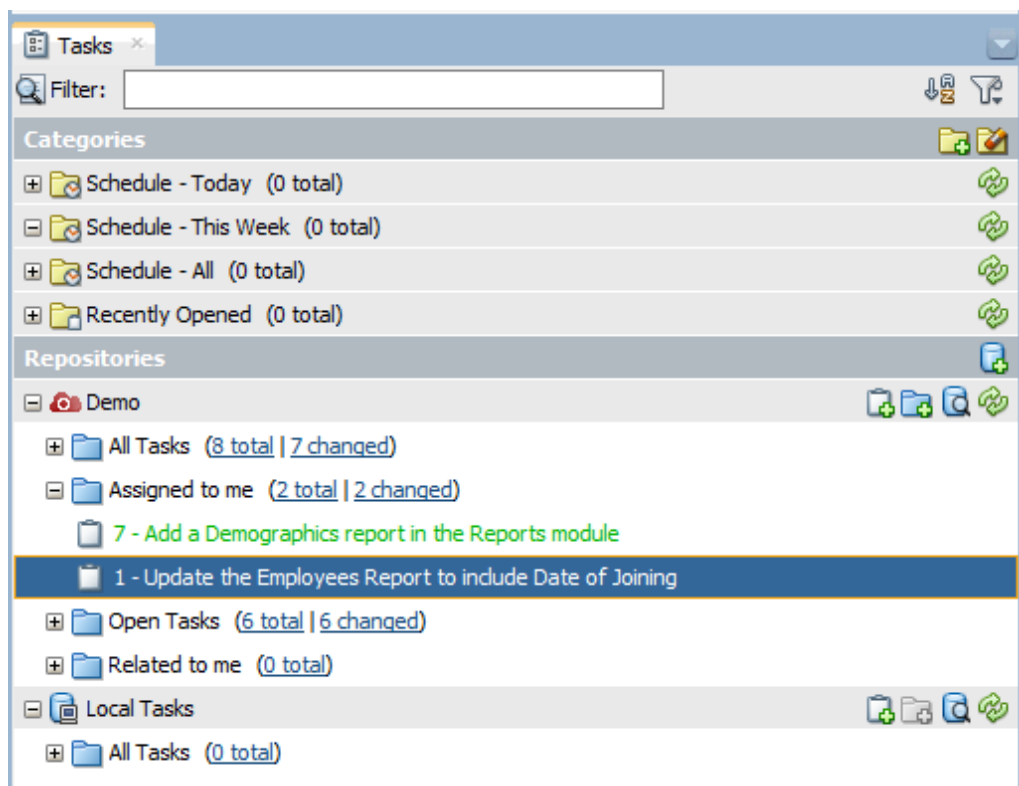 Tasks
Filter:
Categories
Schedule - Today (0 total)
Schedule - This Week (0 total)
Schedule - All (0 total)
Recently Opened (0 total)
Repositories
Demo
All Tasks (8 total | 7 changed)
Assigned to me (2 total | 2 changed)
7 - Add a Demographics report in the Reports module
1 - Update the Employees Report to include Date of Joining
Open Tasks (6 total | 6 changed)
Related to me (0 total)
Local Tasks
All Tasks (0 total)